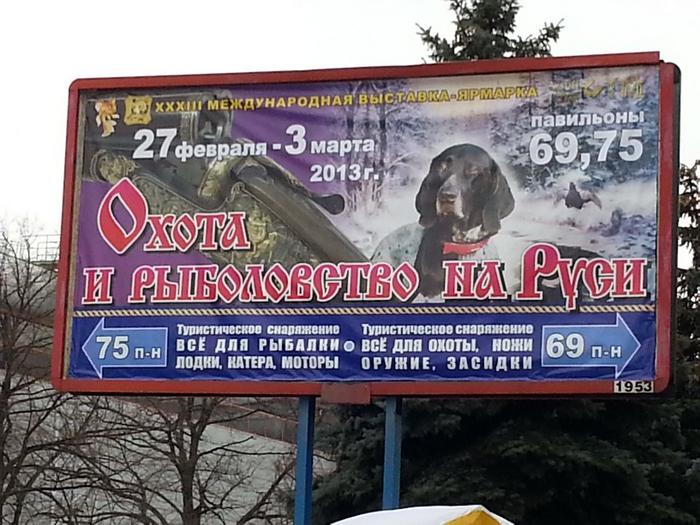 XXXIII МЕЖДУНАРОДНАЯ ВЫСТАВКА-ЯРМАРКА
27 февраля - 3 марта
2013 г.
павильоны
69,75
Охота
и рыболовство на Руси
75 п-н
Туристическое снаряжение
ВСЁ ДЛЯ РЫБАЛКИ
ЛОДКИ, КАТЕРА, МОТОРЫ
Туристическое снаряжение
ВСЁ ДЛЯ ОХОТЫ, НОЖИ
ОРУЖИЕ, ЗАСИДКИ
69 п-н
1953